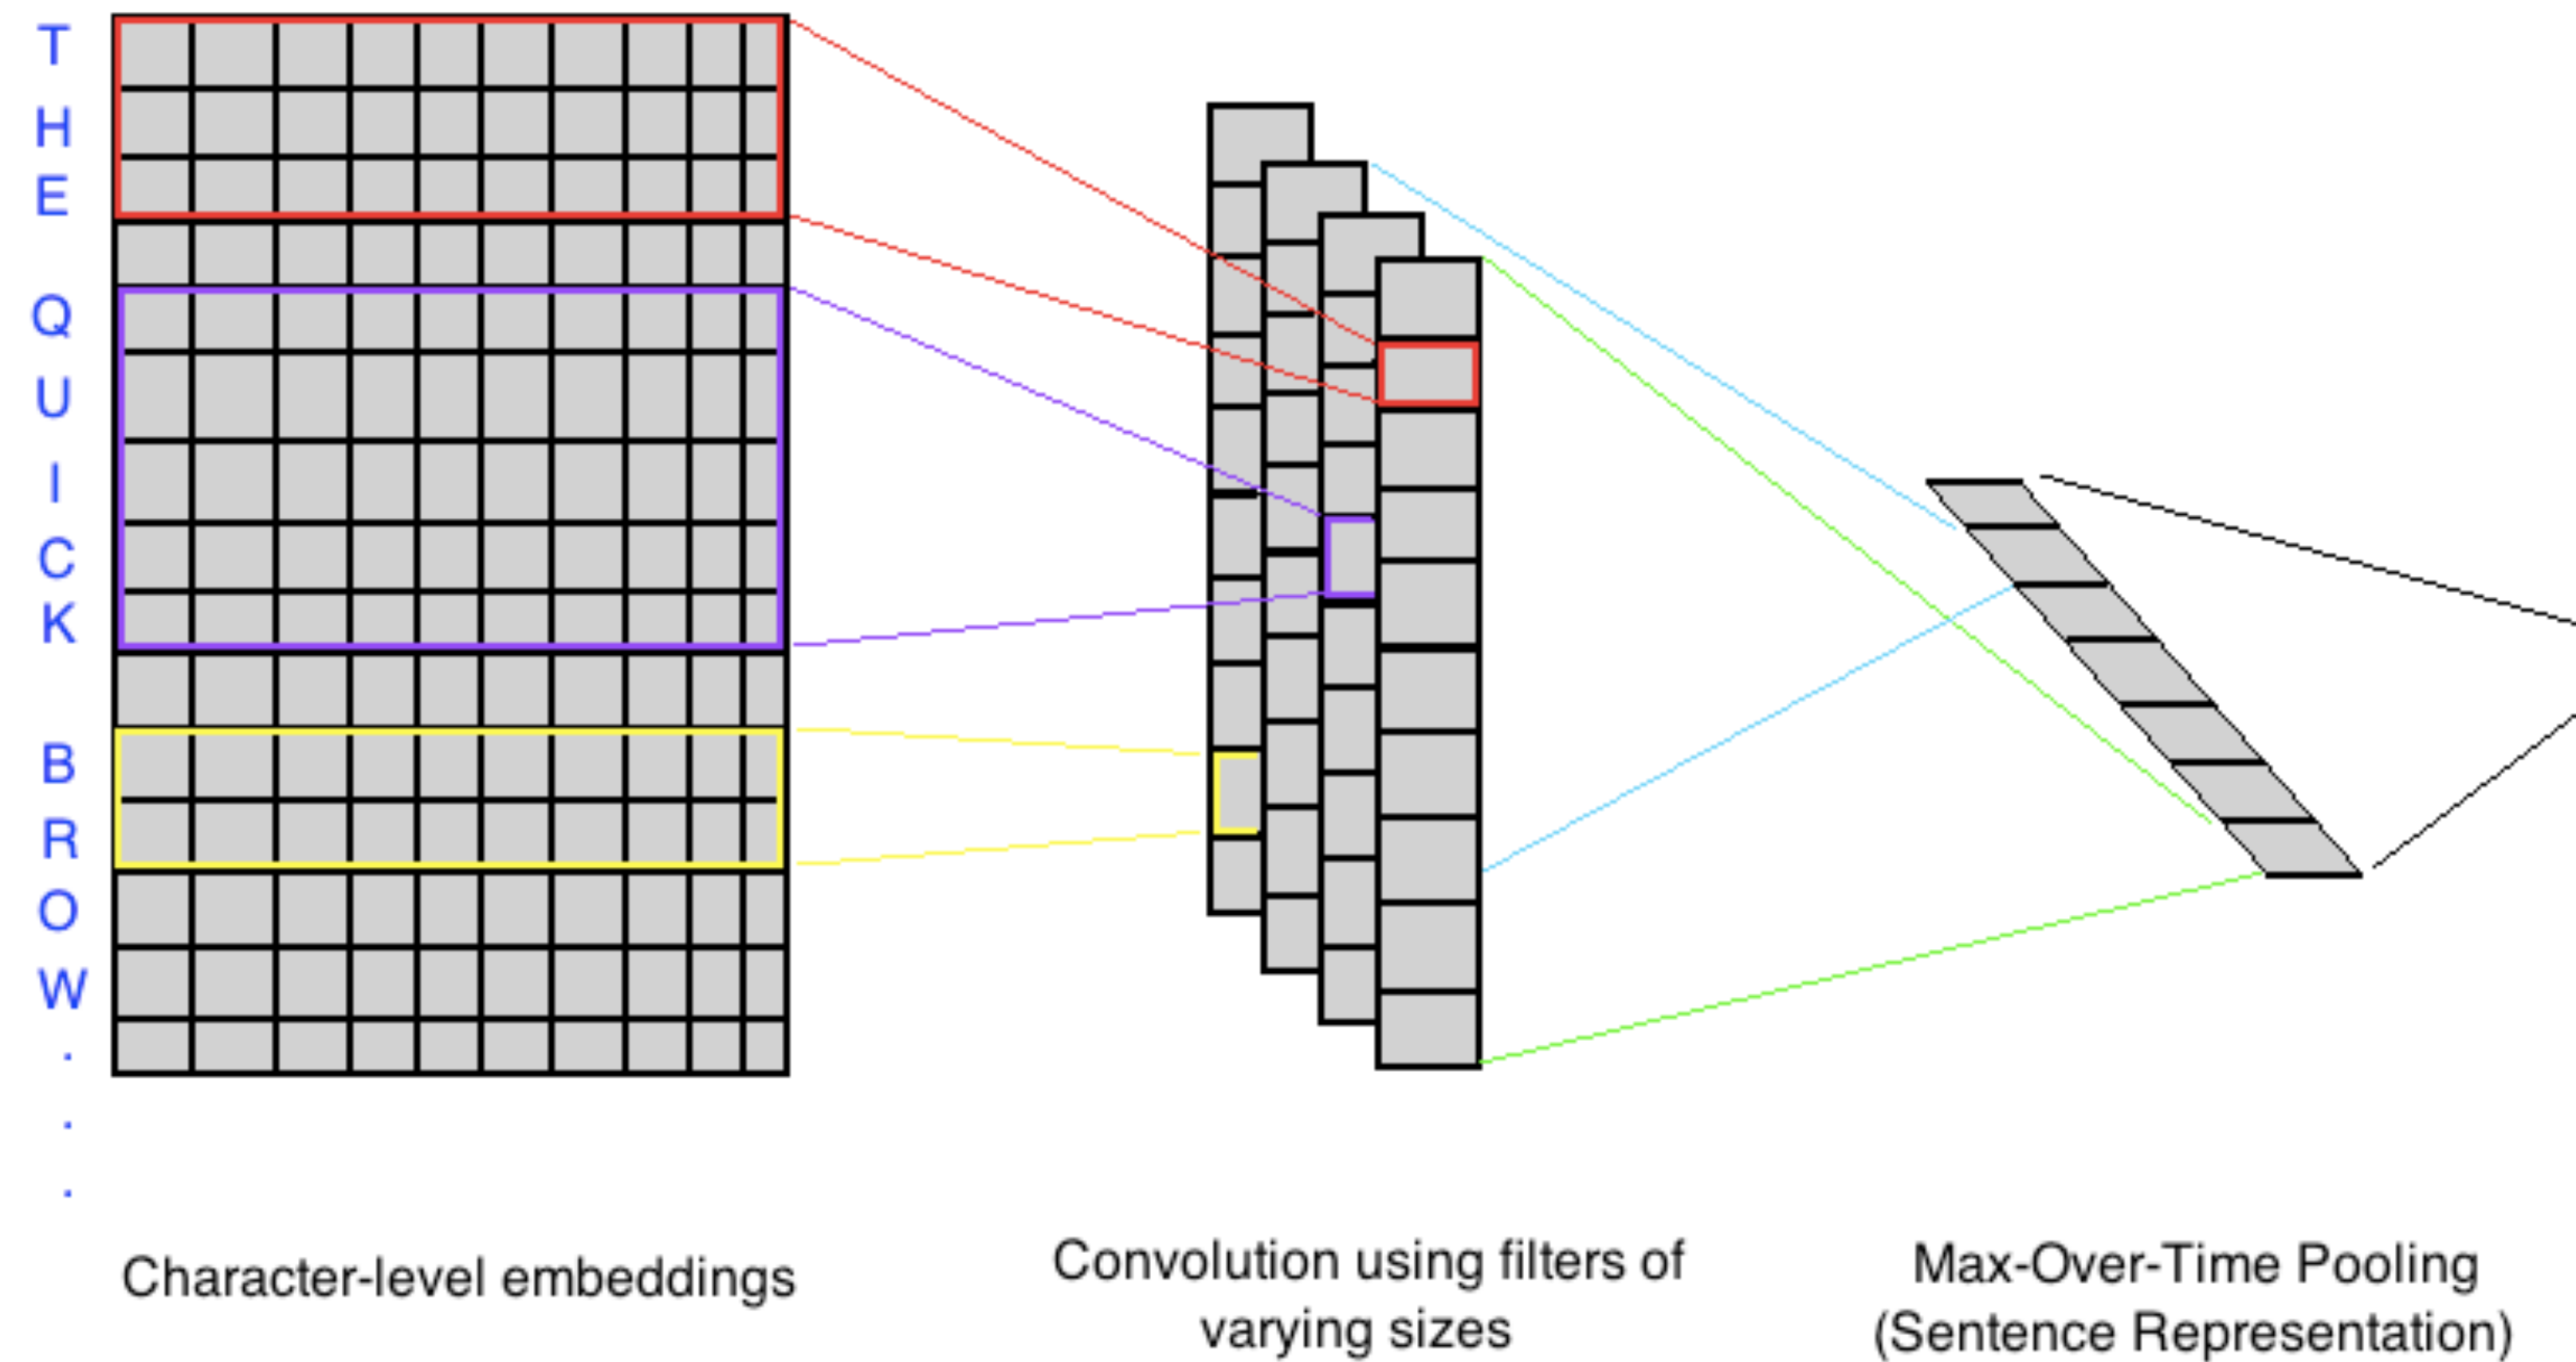 T
H
E
Q
U
I
C
K
B
R
O
W
.
.
.
Character-level embeddings
Convolution using filters of
varying sizes
Max-Over-Time Pooling
(Sentence Representation)